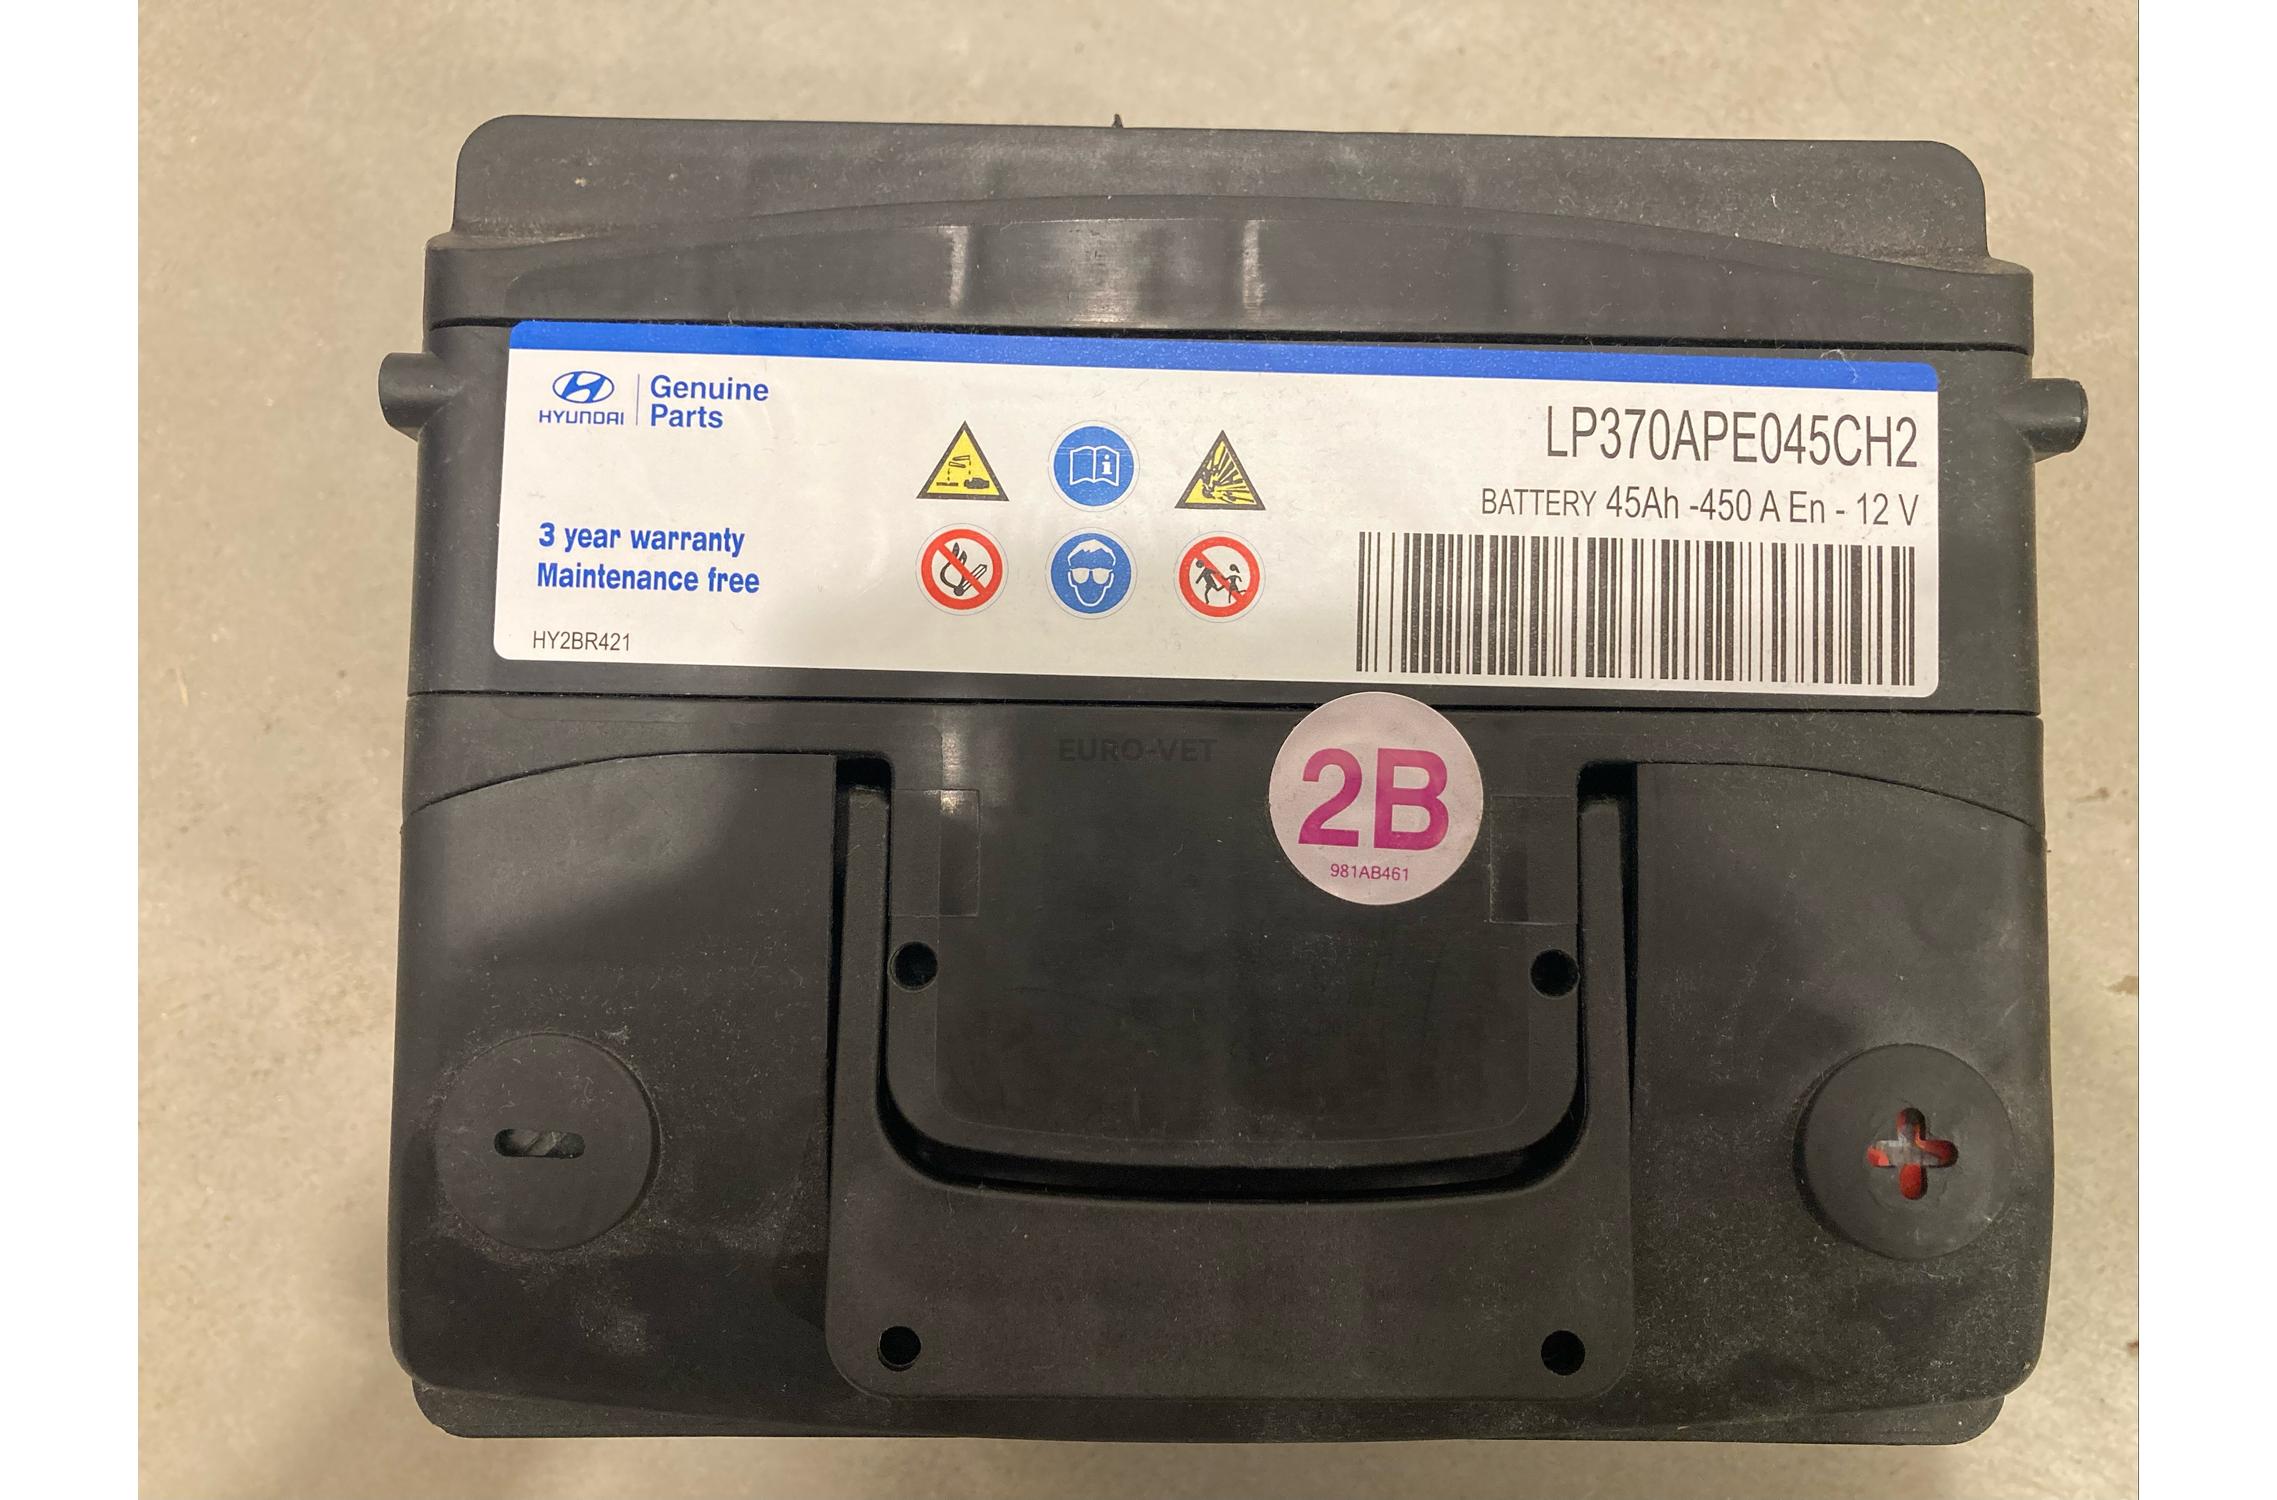 HYUNDAI
Genuine
Parts
LP370APE045CH2
BATTERY 45Ah -450 A En - 12 V
3 year warranty
Maintenance free
HY2BR421
EURO-VET
2B
981AB461